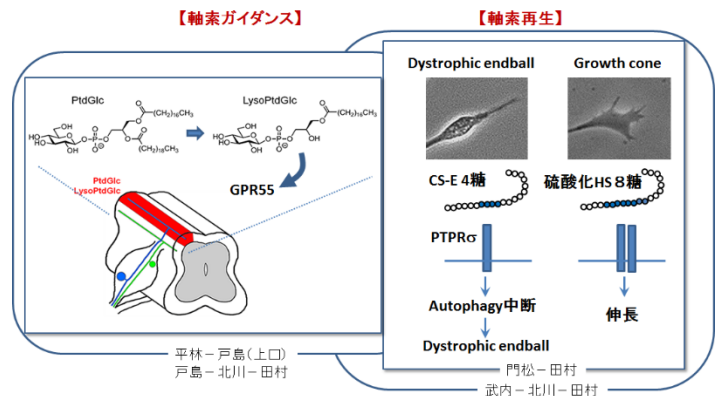 【軸索ガイダンス】
PtdGlc
LysoPtdGlc
GPR55
PtdGlc
LysoPtdGlc
平林－戸島(上口)
戸島－北川－田村
【軸索再生】
Dystrophic endball
Growth cone
CS-E 4糖
硫酸化HS 8糖
PTPRσ
Autophagy中断
伸長
Dystrophic endball
門松－田村
武内－北川－田村